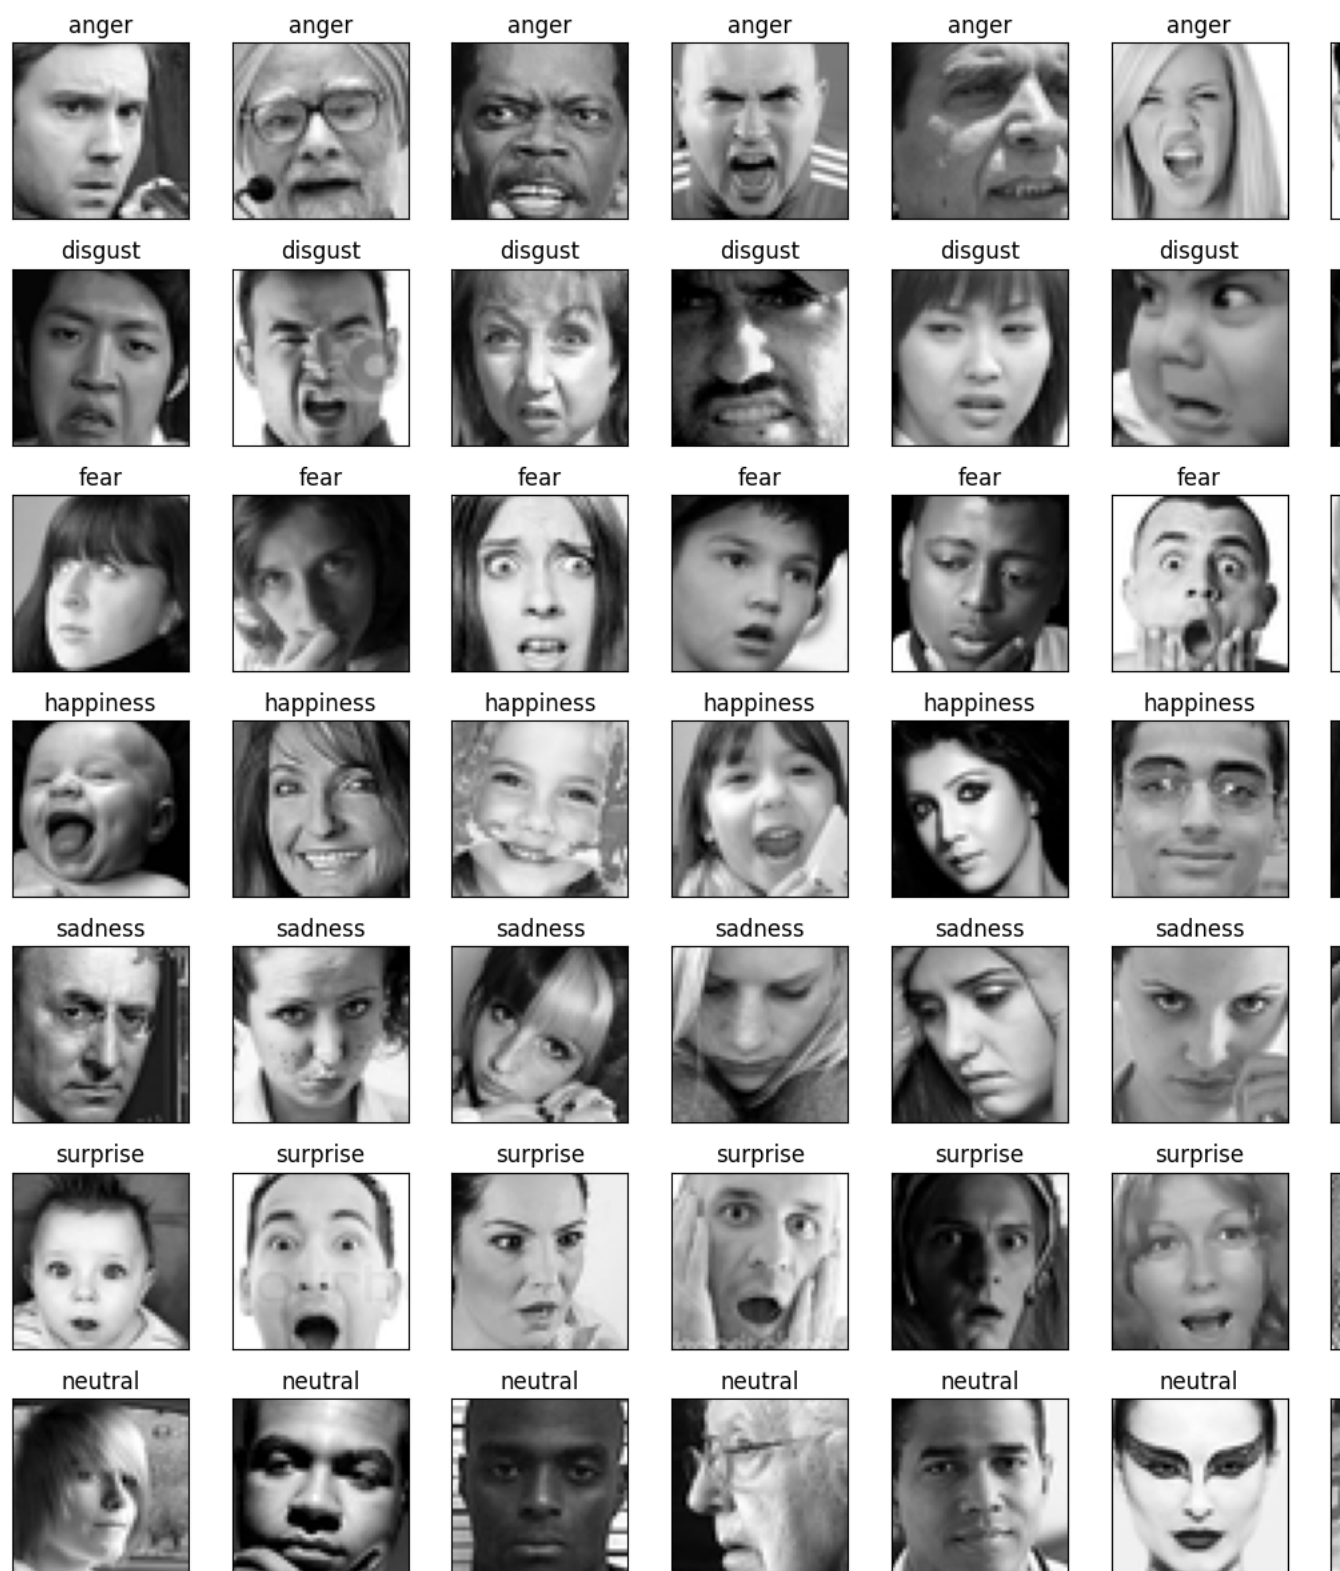 anger anger anger anger anger anger
disgust disgust disgust disgust disgust disgust
fear fear fear fear fear fear
happiness happiness happiness happiness happiness happiness
sadness sadness sadness sadness sadness sadness
surprise surprise surprise surprise surprise surprise
neutral neutral neutral neutral neutral neutral